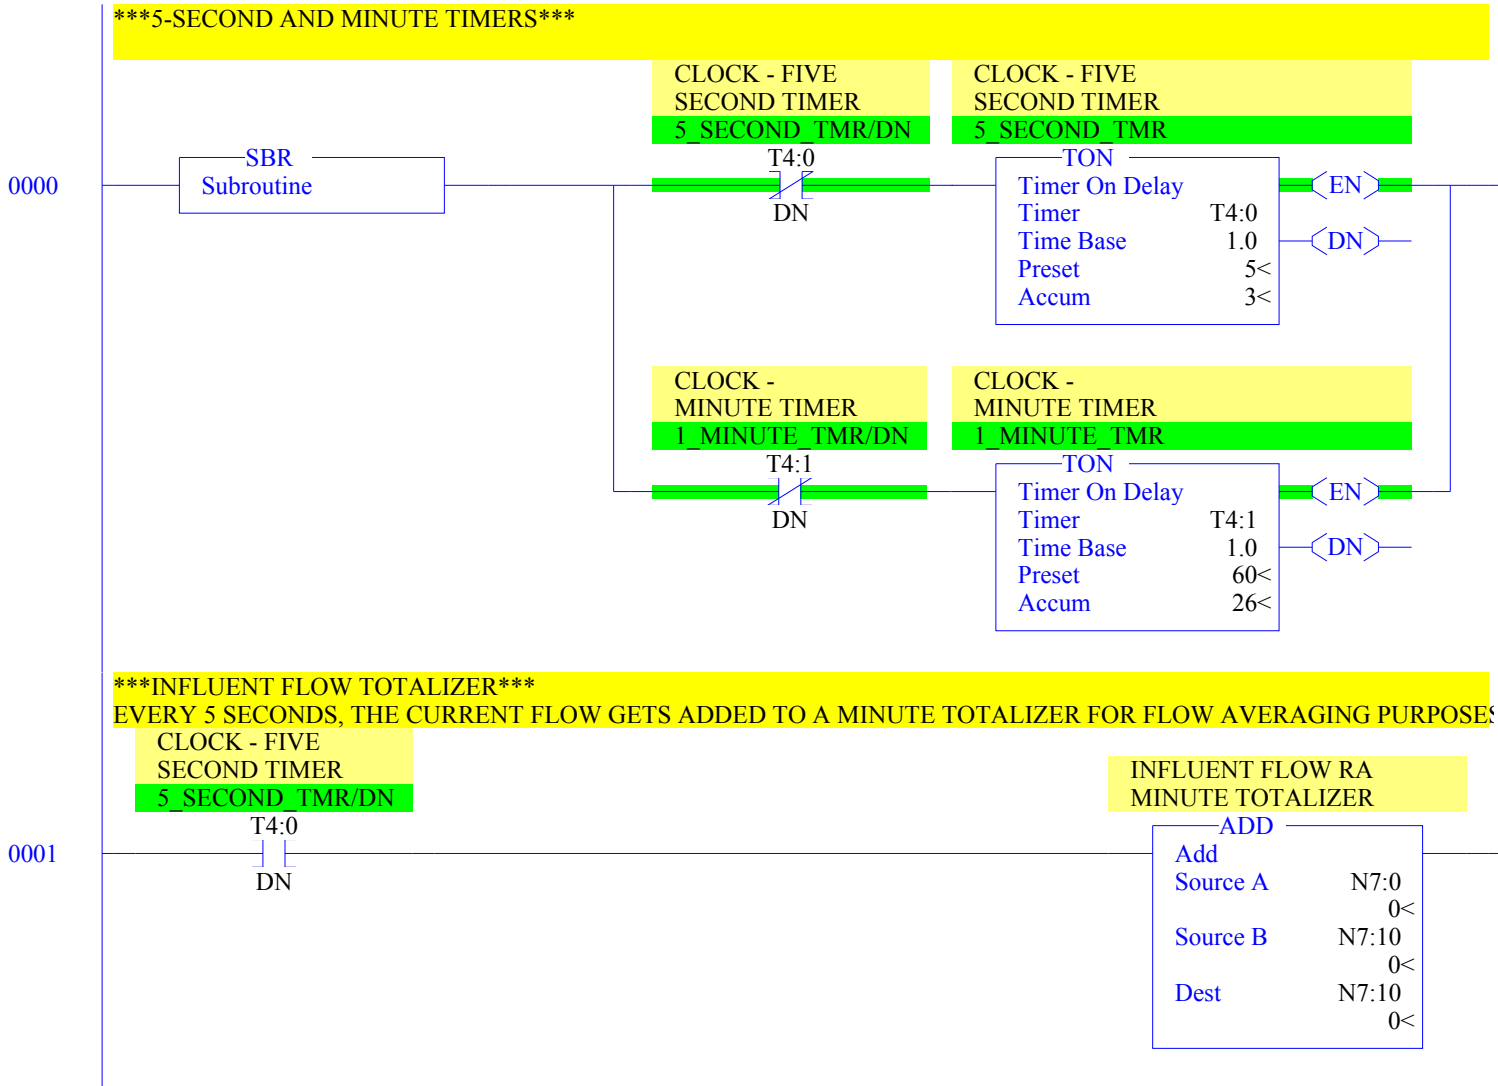 ***5-SECOND AND MINUTE TIMERS***
CLOCK - FIVE
SECOND TIMER
5_SECOND_TMR/DN
CLOCK - FIVE
SECOND TIMER
5_SECOND_TMR
0000
SBR
Subroutine
T4:0
DN
TON
Timer On Delay
Timer T4:0
Time Base 1.0
Preset 5<
Accum 3<
EN
DN
CLOCK -
MINUTE TIMER
1_MINUTE_TMR/DN
CLOCK -
MINUTE TIMER
1_MINUTE_TMR
T4:1
DN
TON
Timer On Delay
Timer T4:1
Time Base 1.0
Preset 60<
Accum 26<
EN
DN
***INFLUENT FLOW TOTALIZER***
EVERY 5 SECONDS, THE CURRENT FLOW GETS ADDED TO A MINUTE TOTALIZER FOR FLOW AVERAGING PURPOSES
CLOCK - FIVE
SECOND TIMER
5_SECOND_TMR/DN
T4:0
DN
0001
INFLUENT FLOW RA
MINUTE TOTALIZER
ADD
Add
Source A N7:0
0<
Source B N7:10
0<
Dest N7:10
0<